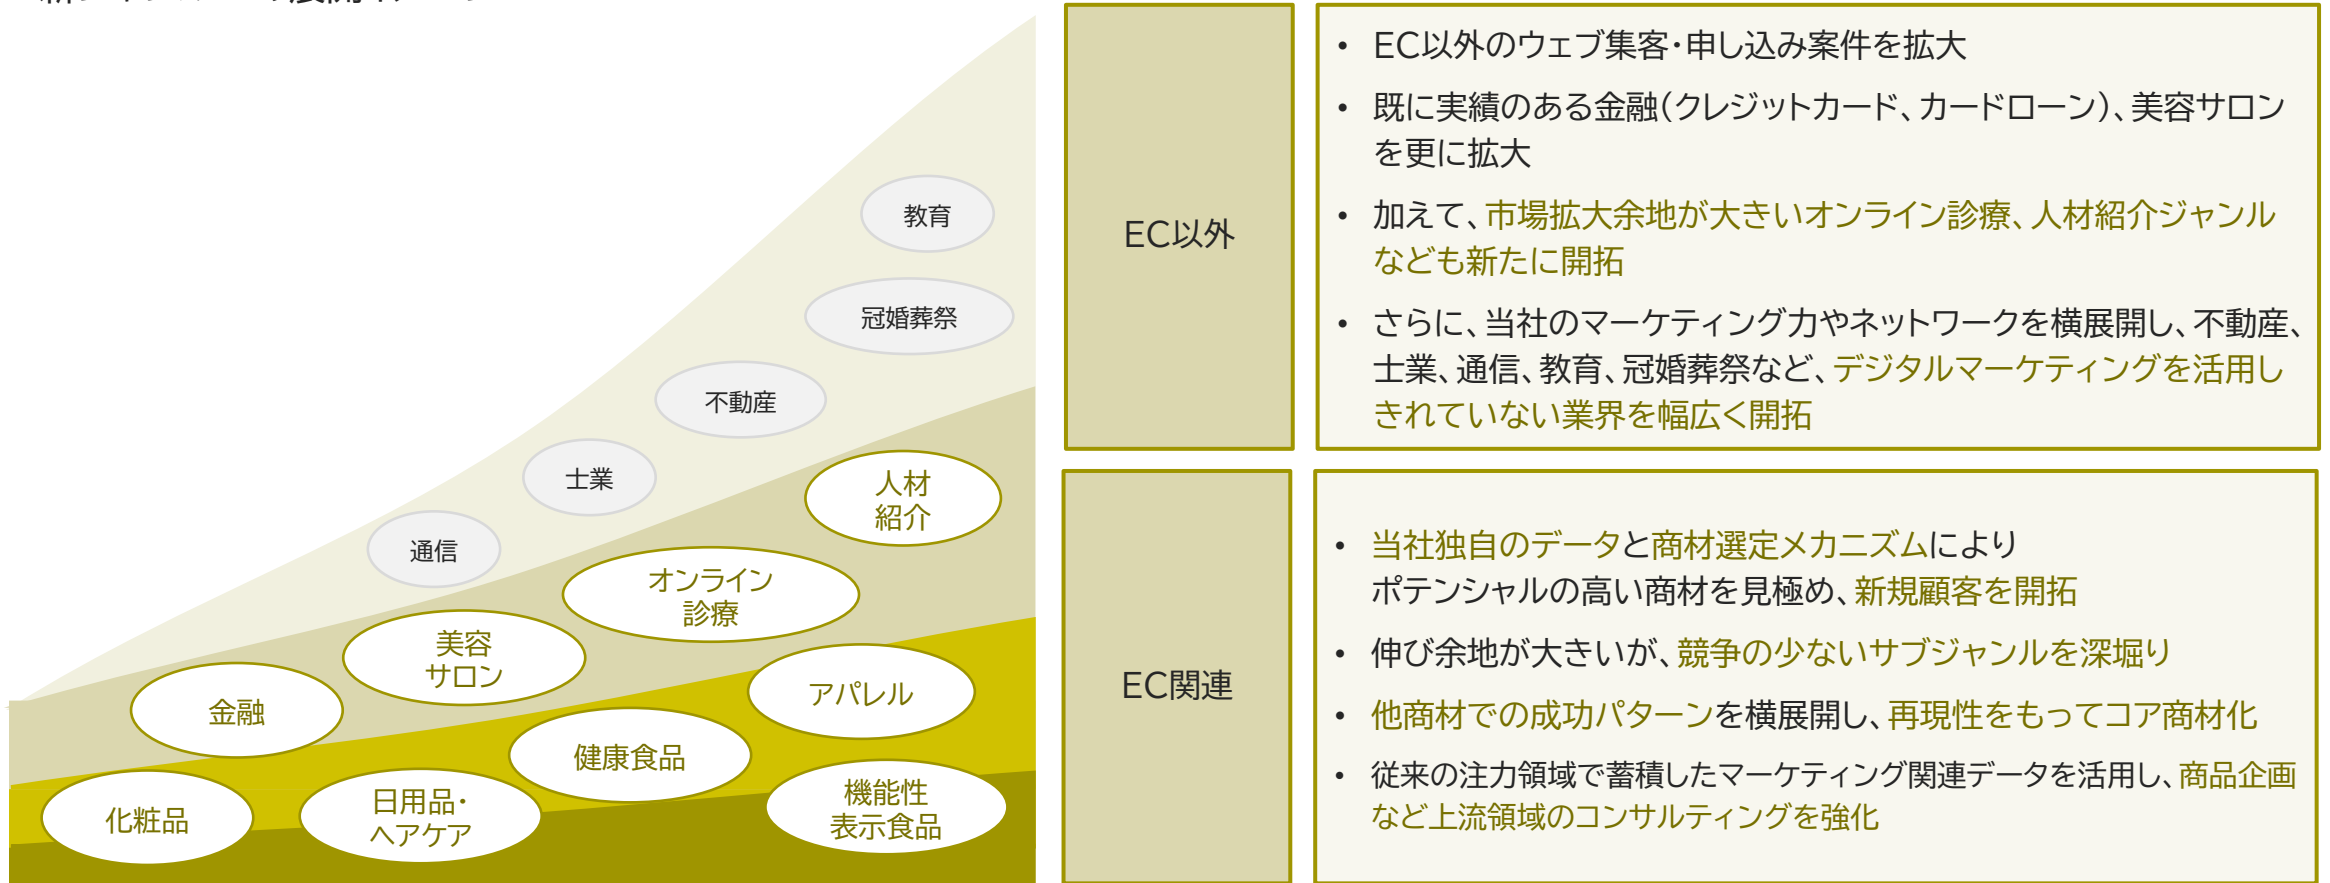 教育
冠婚葬祭
不動産
士業
通信
人材
紹介
オンライン
診療
美容
サロン
金融
アパレル
健康食品
機能性
表示食品
日用品・
ヘアケア
化粧品
EC以外
• EC以外のウェブ集客・申し込み案件を拡大
• 既に実績のある金融(クレジットカード、カードローン)、美容サロン
を更に拡大
• 加えて、市場拡大余地が大きいオンライン診療、人材紹介ジャンル
なども新たに開拓
• さらに、当社のマーケティング力やネットワークを横展開し、不動産、
士業、通信、教育、冠婚葬祭など、デジタルマーケティングを活用し
きれていない業界を幅広く開拓
EC関連
• 当社独自のデータと商材選定メカニズムにより
ポテンシャルの高い商材を見極め、新規顧客を開拓
• 伸び余地が大きいが、競争の少ないサブジャンルを深堀り
• 他商材での成功パターンを横展開し、再現性をもってコア商材化
• 従来の注力領域で蓄積したマーケティング関連データを活用し、商品企画
など上流領域のコンサルティングを強化